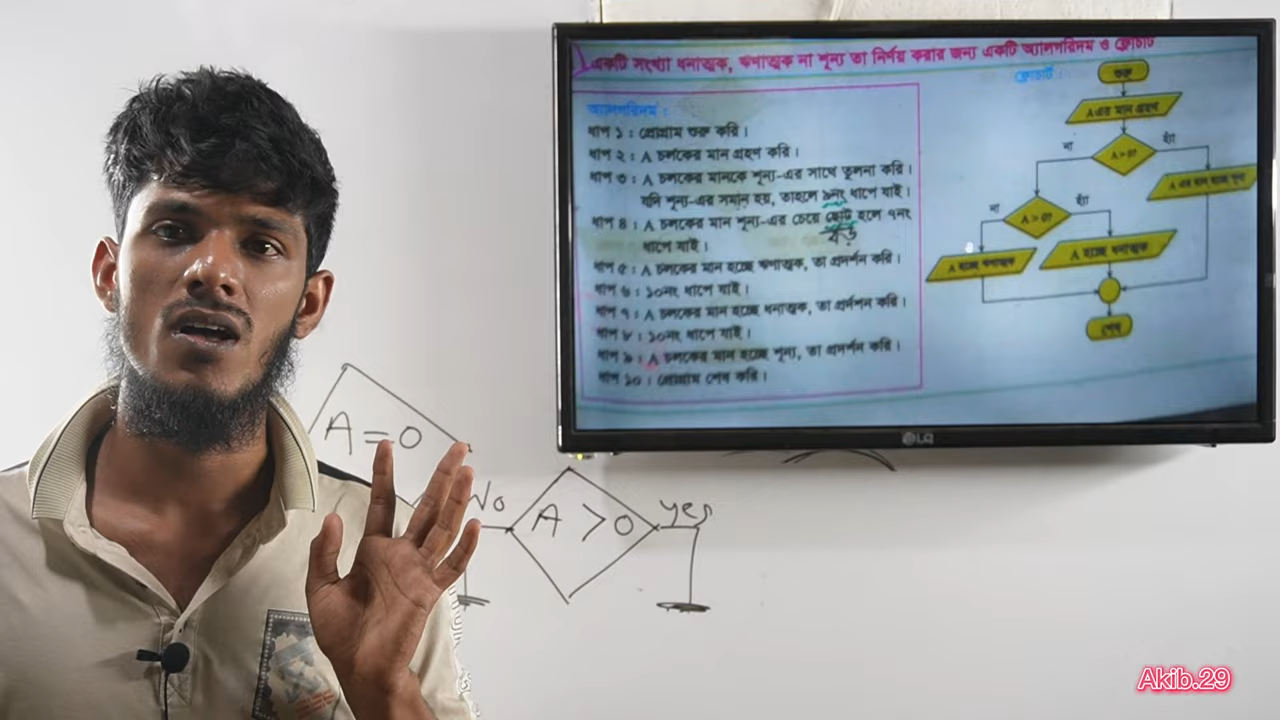 একটি সংখ্যা ধনাত্মক, ঋণাত্মক না শূন্য তা নির্ণয় করার জন্য একটি অ্যালগরিদম ও ফ্লোচার্ট
অ্যালগরিদম :
ধাপ ১ : প্রোগ্রাম শুরু করি।
ধাপ ২ : A চলকের মান গ্রহণ করি।
ধাপ ৩ : A চলকের মানকে শূন্য-এর সাথে তুলনা করি।
যদি শূন্য-এর সমান হয়, তাহলে ৯নং ধাপে যাই।
ধাপ ৪ : A চলকের মান শূন্য-এর চেয়ে ছোট হলে ৭নং
বড়
ধাপে যাই।
ধাপ ৫ : A চলকের মান হচ্ছে ঋণাত্মক, তা প্রদর্শন করি।
ধাপ ৬ : ১০নং ধাপে যাই।
ধাপ ৭ : A চলকের মান হচ্ছে ধনাত্মক, তা প্রদর্শন করি।
ধাপ ৮ : ১০নং ধাপে যাই।
ধাপ ৯ : A চলকের মান হচ্ছে শূন্য, তা প্রদর্শন করি।
ধাপ ১০ : প্রোগ্রাম শেষ করি।
ফ্লোচার্ট :
শুরু
A এর মান গ্রহণ
না
হ্যাঁ
A এর মান হচ্ছে শূন্য
না
A > 0?
হ্যাঁ
A হচ্ছে ঋণাত্মক
A হচ্ছে ধনাত্মক
শেষ
LG
A = 0
No
A > 0
yes
Akib.29